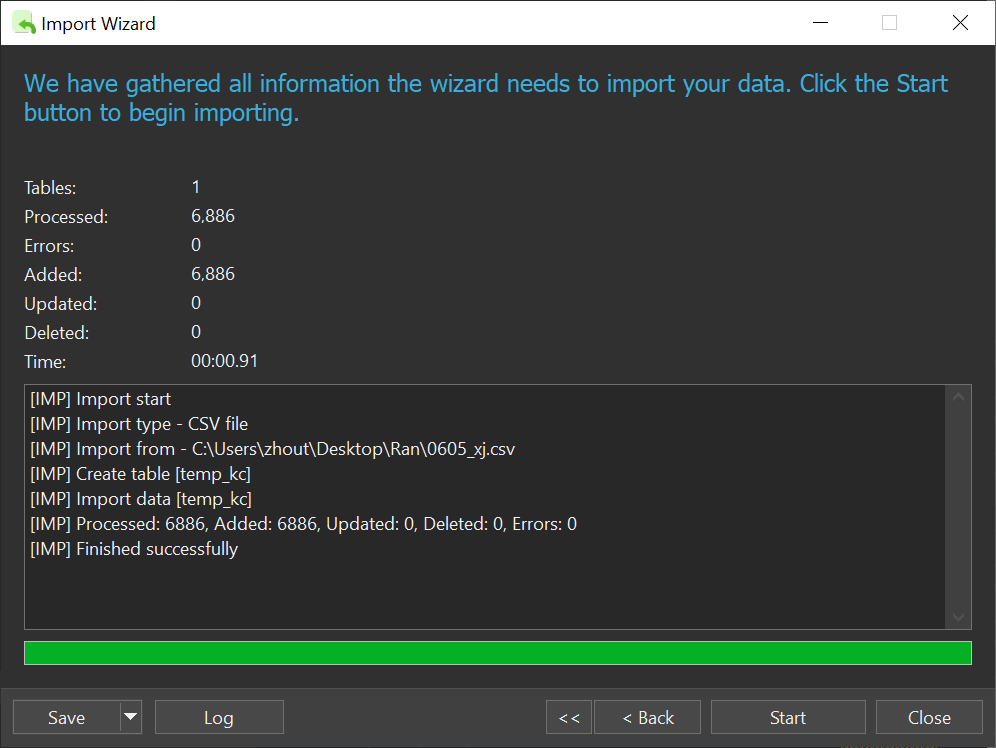 Import Wizard
We have gathered all information the wizard needs to import your data. Click the Start
button to begin importing.
Tables: 1
Processed: 6,886
Errors: 0
Added: 6,886
Updated: 0
Deleted: 0
Time: 00:00.91
[IMP] Import start
[IMP] Import type - CSV file
[IMP] Import from - C:\Users\zhout\Desktop\Ran\0605_xj.csv
[IMP] Create table [temp_kc]
[IMP] Import data [temp_kc]
[IMP] Processed: 6886, Added: 6886, Updated: 0, Deleted: 0, Errors: 0
[IMP] Finished successfully
Save Log << < Back Start Close